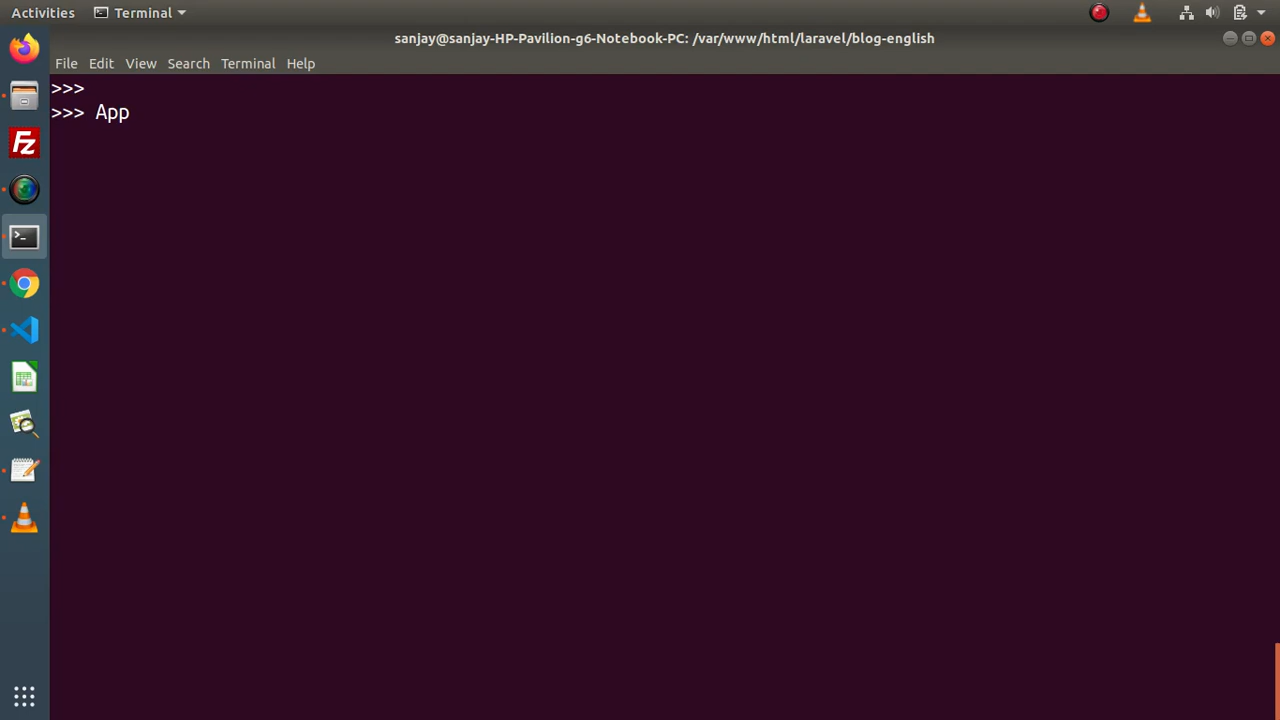 Activities Terminal
sanjay@sanjay-HP-Pavilion-g6-Notebook-PC: /var/www/html/laravel/blog-english
File Edit View Search Terminal Help
>>>
>>> App